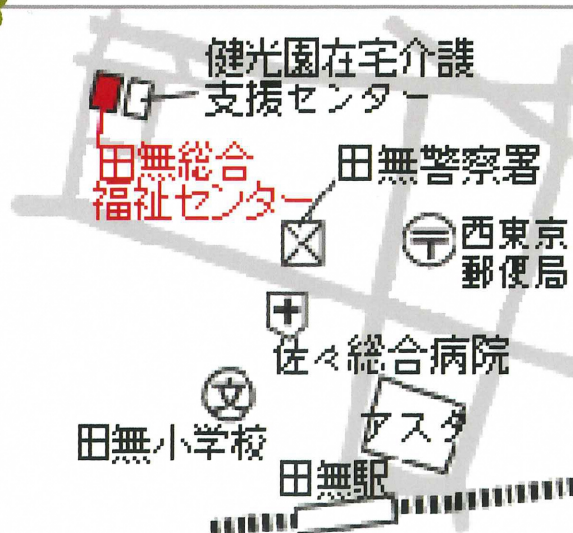 健光園在宅介護
支援センター
田無総合
福祉センター
田無警察署
西東京
郵便局
佐々総合病院
アスタ
文
田無小学校
田無駅